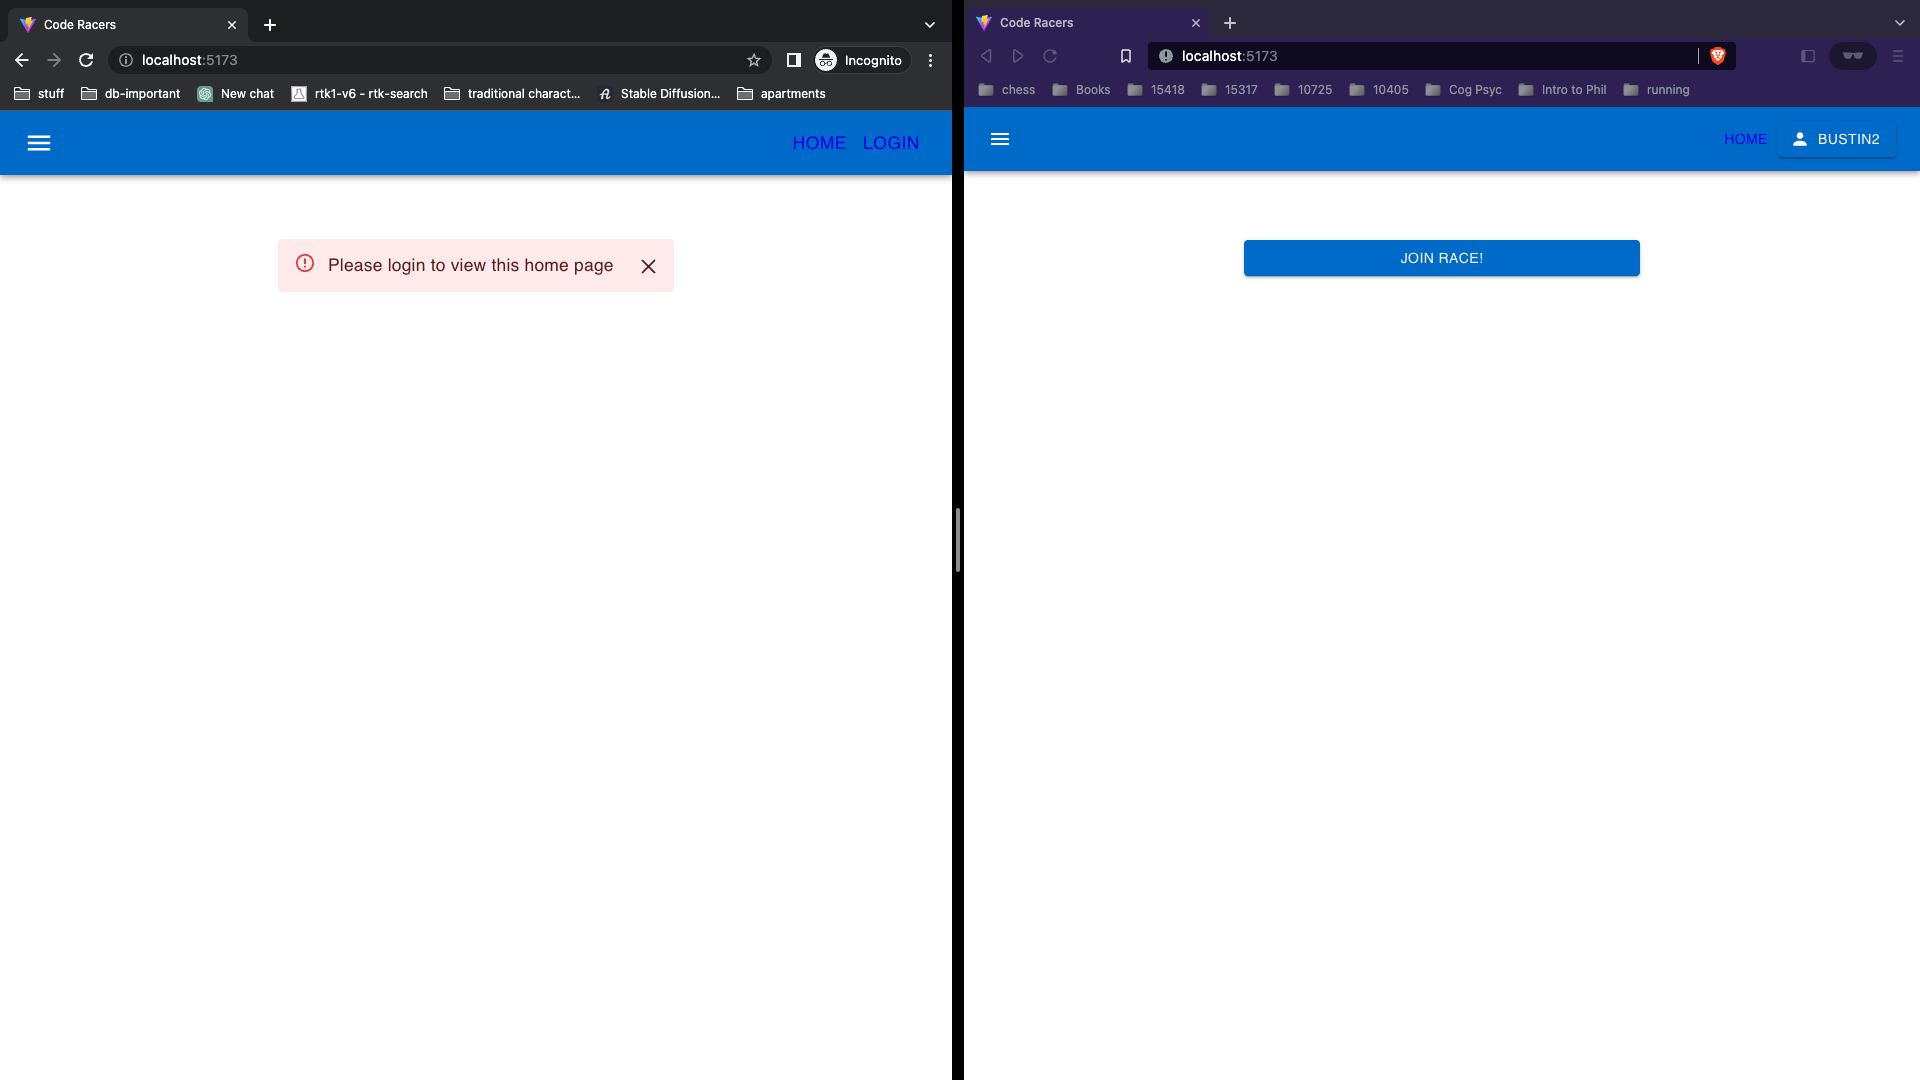 Code Racers
localhost:5173
Incognito
stuff
db-important
New chat
rtk1-v6 - rtk-search
traditional charact...
Stable Diffusion...
apartments
HOME
LOGIN
Please login to view this home page
Code Racers
localhost:5173
chess
Books
15418
15317
10725
10405
Cog Psyc
Intro to Phil
running
HOME
BUSTIN2
JOIN RACE!